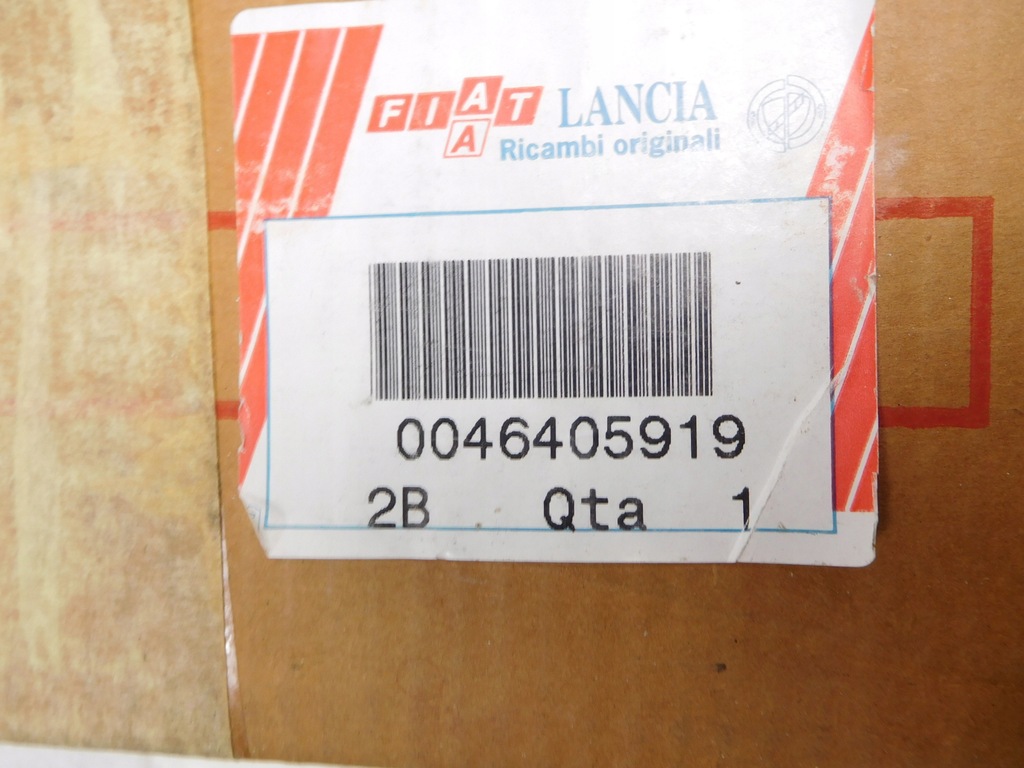 FIAT LANCIA
A
Ricambi originali
0046405919
2B Qta 1